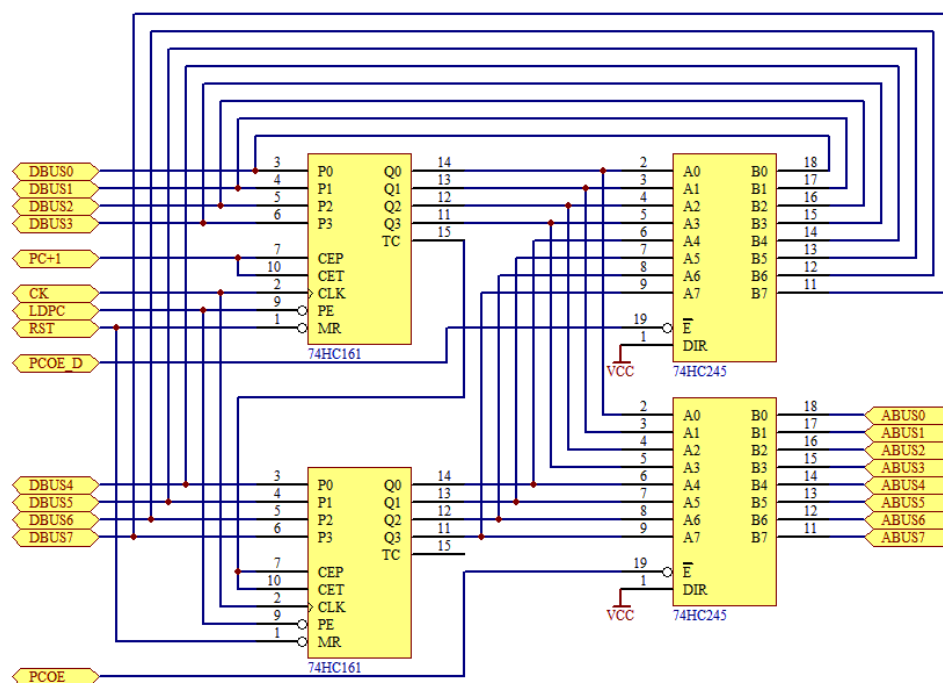 DBUS0 3 P0 Q0 14 2 A0 B0 18
DBUS1 4 P1 Q1 13 3 A1 B1 17
DBUS2 5 P2 Q2 12 4 A2 B2 16
DBUS3 6 P3 Q3 11 5 A3 B3 15
TC 15 6 A4 B4 14
PC+1 7 CEP 7 A5 B5 13
10 CET 8 A6 B6 12
CK 2 CLK 9 A7 B7 11
LDPC 9 PE
RST 1 MR 19 E
1 DIR
74HC161
PCOE_D VCC 74HC245
2 A0 B0 18 ABUS0
3 A1 B1 17 ABUS1
4 A2 B2 16 ABUS2
5 A3 B3 15 ABUS3
DBUS4 3 P0 Q0 14 6 A4 B4 14 ABUS4
DBUS5 4 P1 Q1 13 7 A5 B5 13 ABUS5
DBUS6 5 P2 Q2 12 8 A6 B6 12 ABUS6
DBUS7 6 P3 Q3 11 9 A7 B7 11 ABUS7
TC 15
7 CEP 19 E
10 CET 1 DIR
2 CLK
9 PE VCC 74HC245
1 MR
74HC161
PCOE